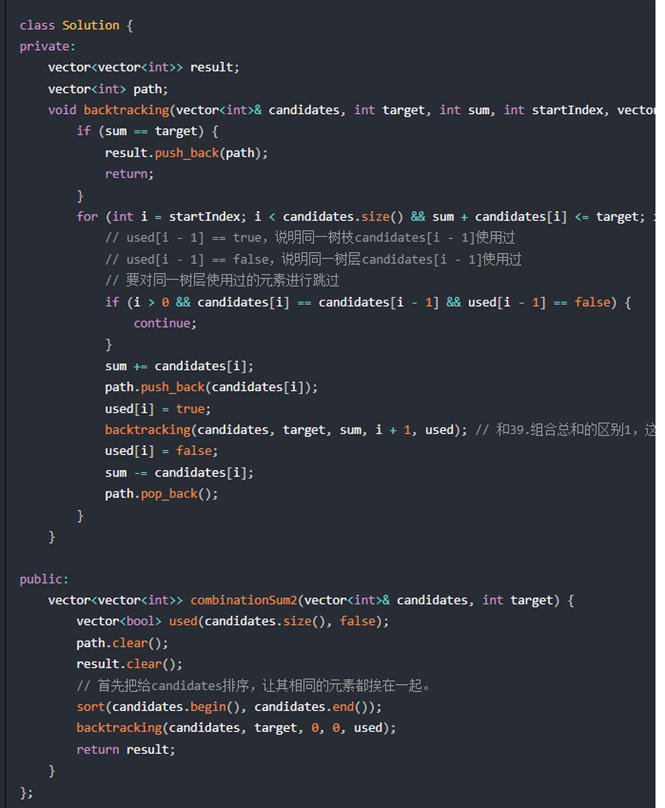 class Solution {
private:
    vector<vector<int>> result;
    vector<int> path;
    void backtracking(vector<int>& candidates, int target, int sum, int startIndex, vector
        if (sum == target) {
            result.push_back(path);
            return;
        }
        for (int i = startIndex; i < candidates.size() && sum + candidates[i] <= target;
            // used[i - 1] == true，说明同一树枝candidates[i - 1]使用过
            // used[i - 1] == false，说明同一树层candidates[i - 1]使用过
            // 要对同一树层使用过的元素进行跳过
            if (i > 0 && candidates[i] == candidates[i - 1] && used[i - 1] == false) {
                continue;
            }
            sum += candidates[i];
            path.push_back(candidates[i]);
            used[i] = true;
            backtracking(candidates, target, sum, i + 1, used); // 和39.组合总和的区别1，这
            used[i] = false;
            sum -= candidates[i];
            path.pop_back();
        }
    }

public:
    vector<vector<int>> combinationSum2(vector<int>& candidates, int target) {
        vector<bool> used(candidates.size(), false);
        path.clear();
        result.clear();
        // 首先把给candidates排序，让其相同的元素都挨在一起。
        sort(candidates.begin(), candidates.end());
        backtracking(candidates, target, 0, 0, used);
        return result;
    }
};